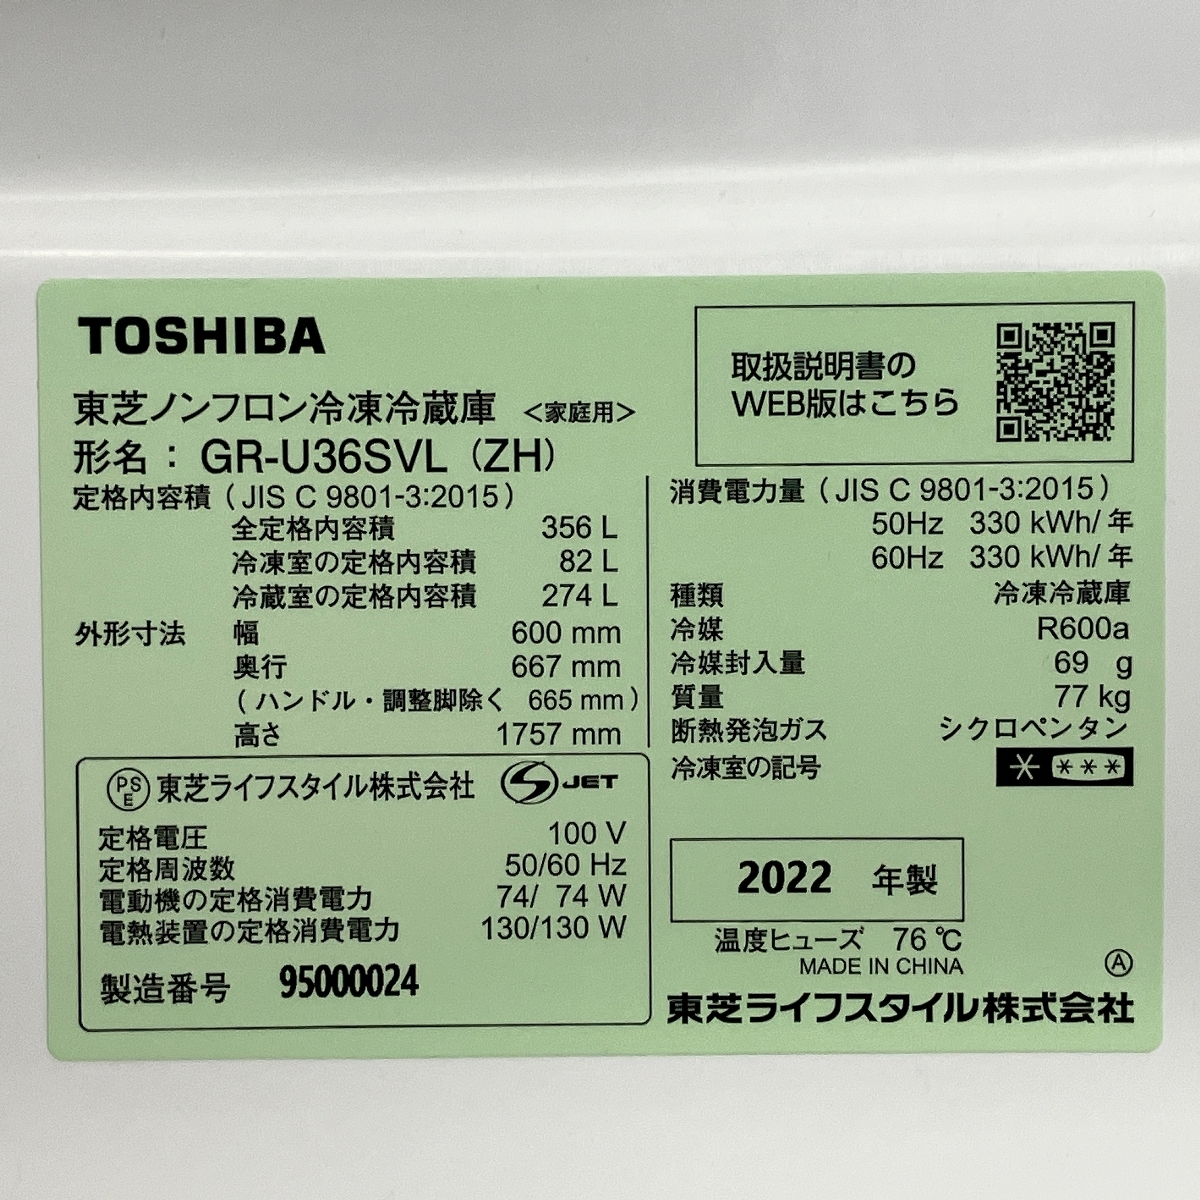 TOSHIBA
東芝ノンフロン冷凍冷蔵庫 <家庭用>
形名：GR-U36SVL (ZH)
取扱説明書の
WEB版はこちら
定格内容積 (JIS C 9801-3:2015)
全定格内容積 356 L
冷凍室の定格内容積 82 L
冷蔵室の定格内容積 274 L
外形寸法 幅 600 mm
奥行 667 mm
(ハンドル・調整脚除く 665 mm)
高さ 1757 mm
消費電力量 (JIS C 9801-3:2015)
50Hz 330 kWh/年
60Hz 330 kWh/年
種類 冷凍冷蔵庫
冷媒 R600a
冷媒封入量 69 g
質量 77 kg
断熱発泡ガス シクロペンタン
冷凍室の記号 * ***
PSE 東芝ライフスタイル株式会社 S JET
定格電圧 100 V
定格周波数 50/60 Hz
電動機の定格消費電力 74/ 74 W
電熱装置の定格消費電力 130/130 W
製造番号 95000024
2022 年製
温度ヒューズ 76 ℃
MADE IN CHINA Ⓐ
東芝ライフスタイル株式会社